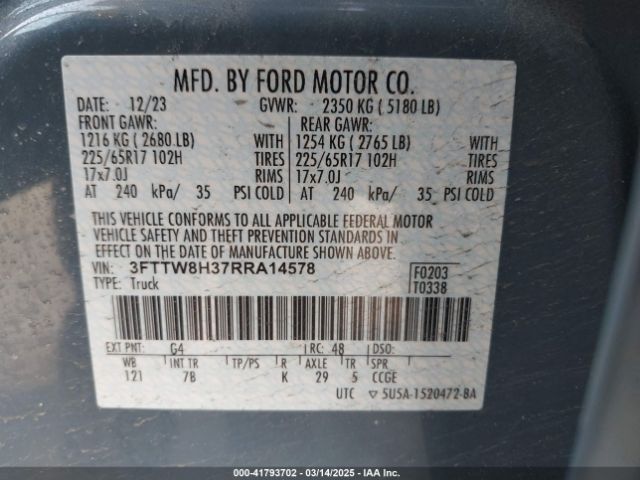 MFD. BY FORD MOTOR CO.
DATE: 12/23 GVWR: 2350 KG ( 5180 LB)
FRONT GAWR: REAR GAWR:
1216 KG ( 2680 LB) WITH 1254 KG ( 2765 LB) WITH
225/65R17 102H TIRES 225/65R17 102H TIRES
17x7.0J RIMS 17x7.0J RIMS
AT 240 kPa/ 35 PSI COLD AT 240 kPa/ 35 PSI COLD
THIS VEHICLE CONFORMS TO ALL APPLICABLE FEDERAL MOTOR
VEHICLE SAFETY AND THEFT PREVENTION STANDARDS IN
EFFECT ON THE DATE OF MANUFACTURE SHOWN ABOVE.
VIN: 3FTTW8H37RRA14578 F0203
TYPE: Truck T0338
EXT PNT: G4 RC: 48 DSO:
WB INT TR TP/PS R AXLE TR SPR
121 7B K 29 5 CCGE
UTC ▽ 5U5A-1520472-BA
000-41793702 - 03/14/2025 - IAA Inc.